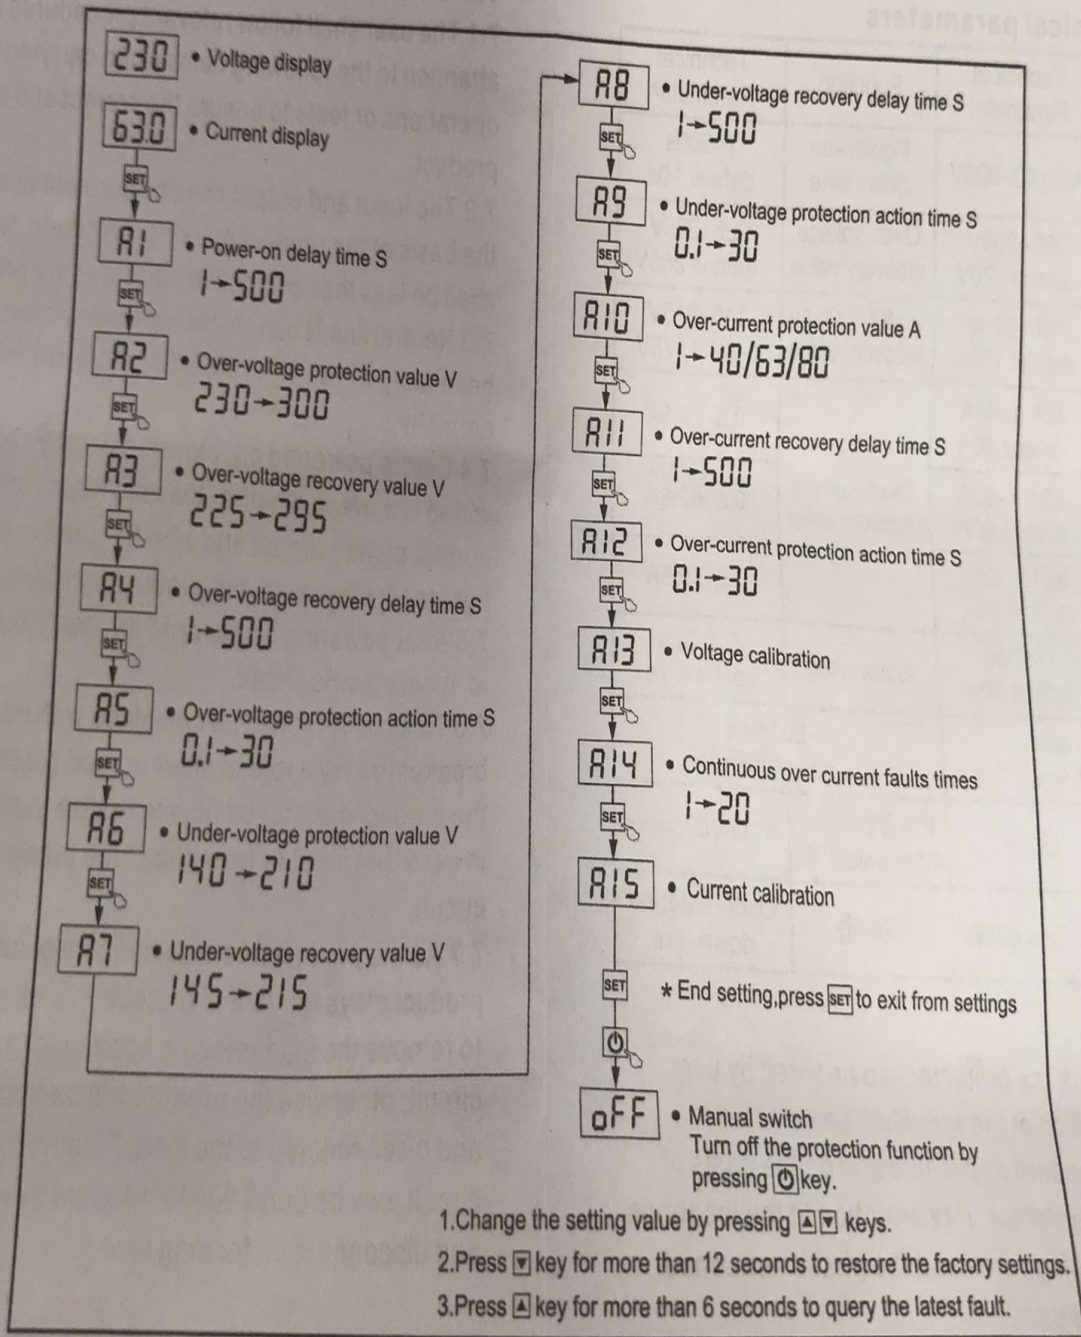 230 • Voltage display
63.0 • Current display
SET
A1 • Power-on delay time S
1→500
SET
A2 • Over-voltage protection value V
230→300
SET
A3 • Over-voltage recovery value V
225→295
SET
A4 • Over-voltage recovery delay time S
1→500
SET
A5 • Over-voltage protection action time S
0.1→30
SET
A6 • Under-voltage protection value V
140→210
SET
A7 • Under-voltage recovery value V
145→215
A8 • Under-voltage recovery delay time S
1→500
SET
A9 • Under-voltage protection action time S
0.1→30
SET
A10 • Over-current protection value A
1→40/63/80
SET
A11 • Over-current recovery delay time S
1→500
SET
A12 • Over-current protection action time S
0.1→30
SET
A13 • Voltage calibration
SET
A14 • Continuous over current faults times
1→20
SET
A15 • Current calibration
SET * End setting,press SET to exit from settings
oFF • Manual switch
Turn off the protection function by
pressing ⏻ key.
1.Change the setting value by pressing ▲ ▼ keys.
2.Press ▼ key for more than 12 seconds to restore the factory settings.
3.Press ▲ key for more than 6 seconds to query the latest fault.